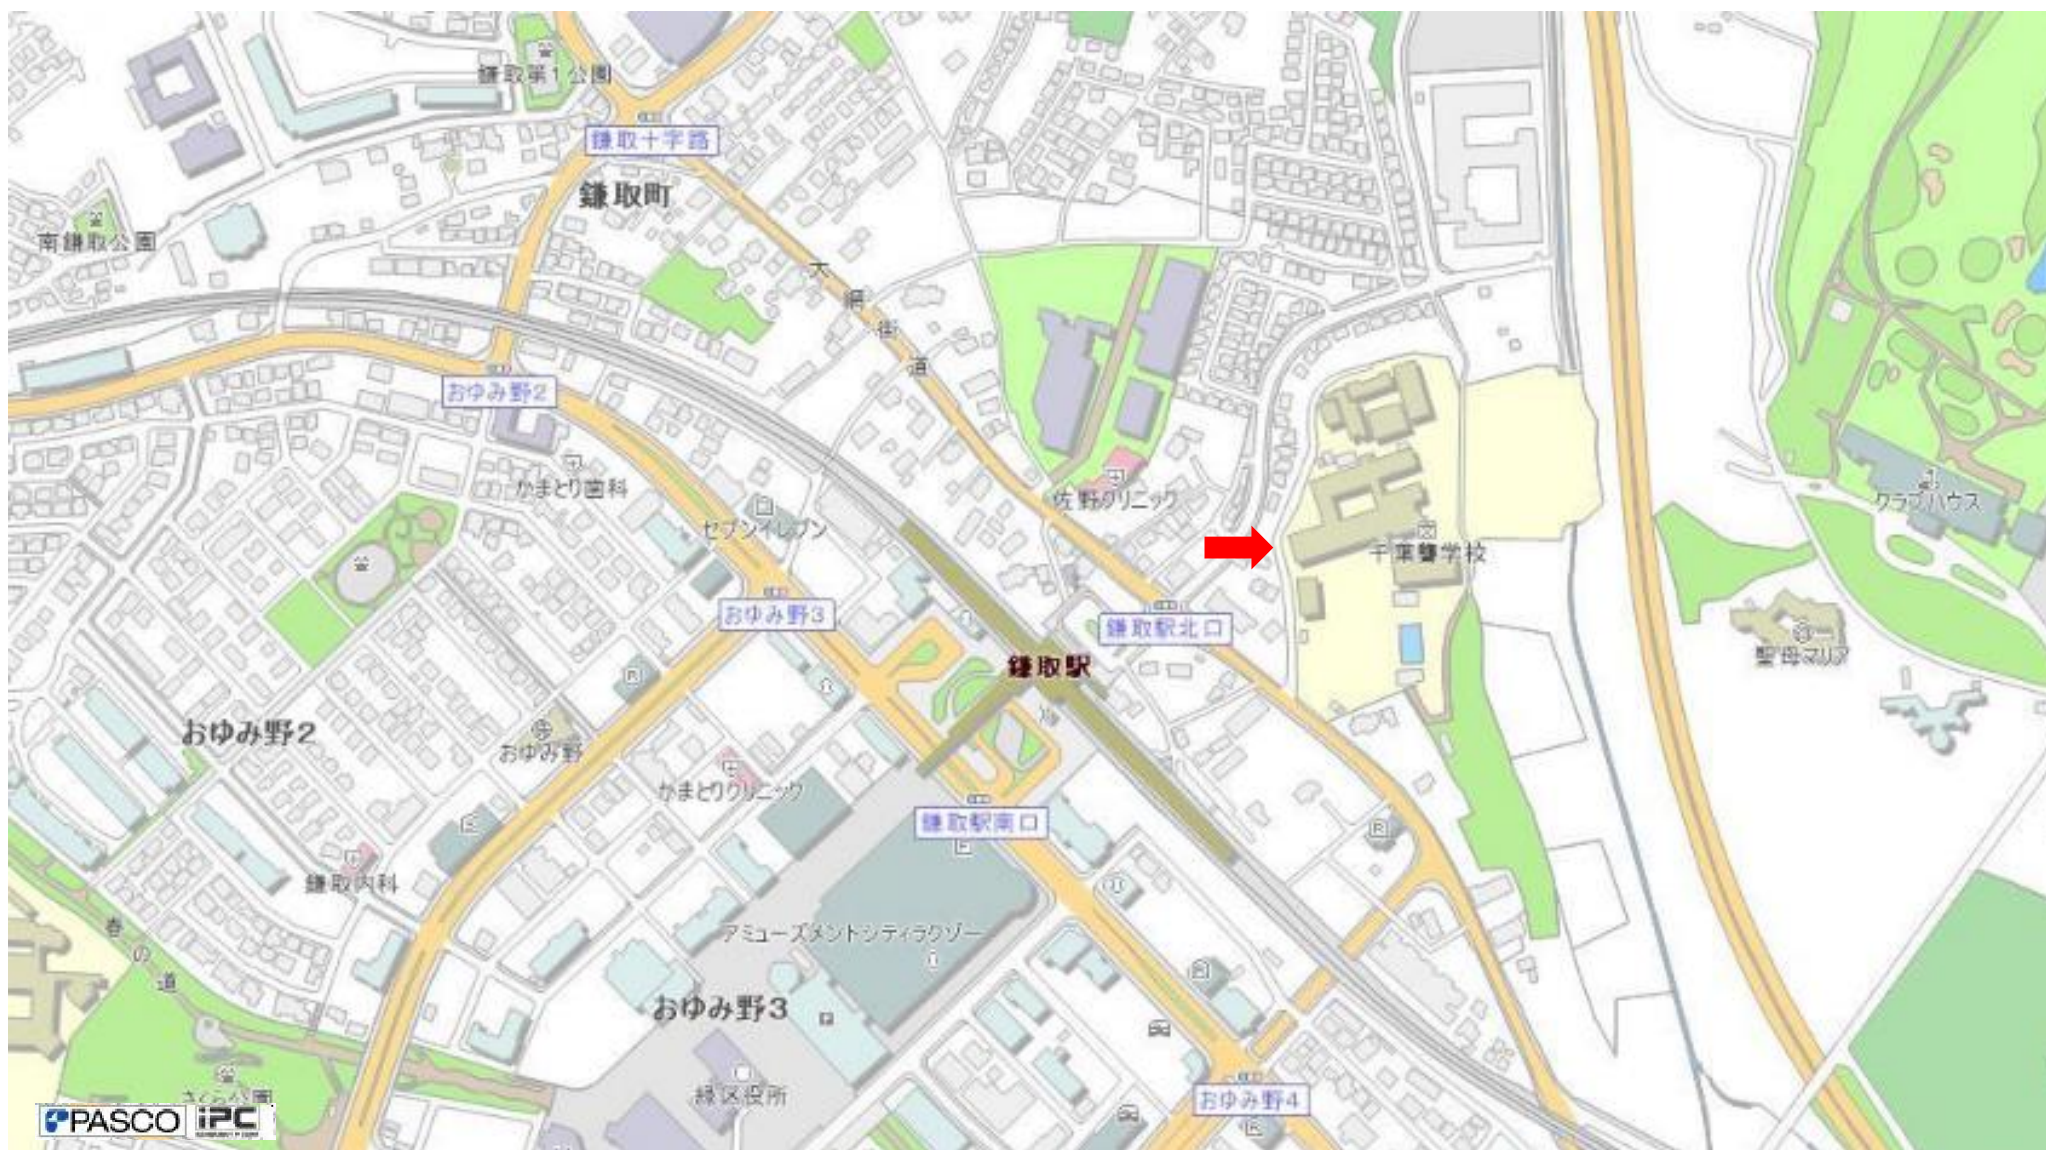 鎌取第1公園
鎌取十字路
鎌取町
南鎌取公園
大網街道
おゆみ野2
かまとり歯科
セブンイレブン
佐野クリニック
クラブハウス
千葉聾学校
おゆみ野3
鎌取駅北口
聖母マリア
鎌取駅
おゆみ野2
おゆみ野
かまとりクリニック
鎌取駅南口
鎌取内科
春の道
アミューズメントシティラクゾー
おゆみ野3
さくら公園
緑区役所
おゆみ野4
PASCO
iPC